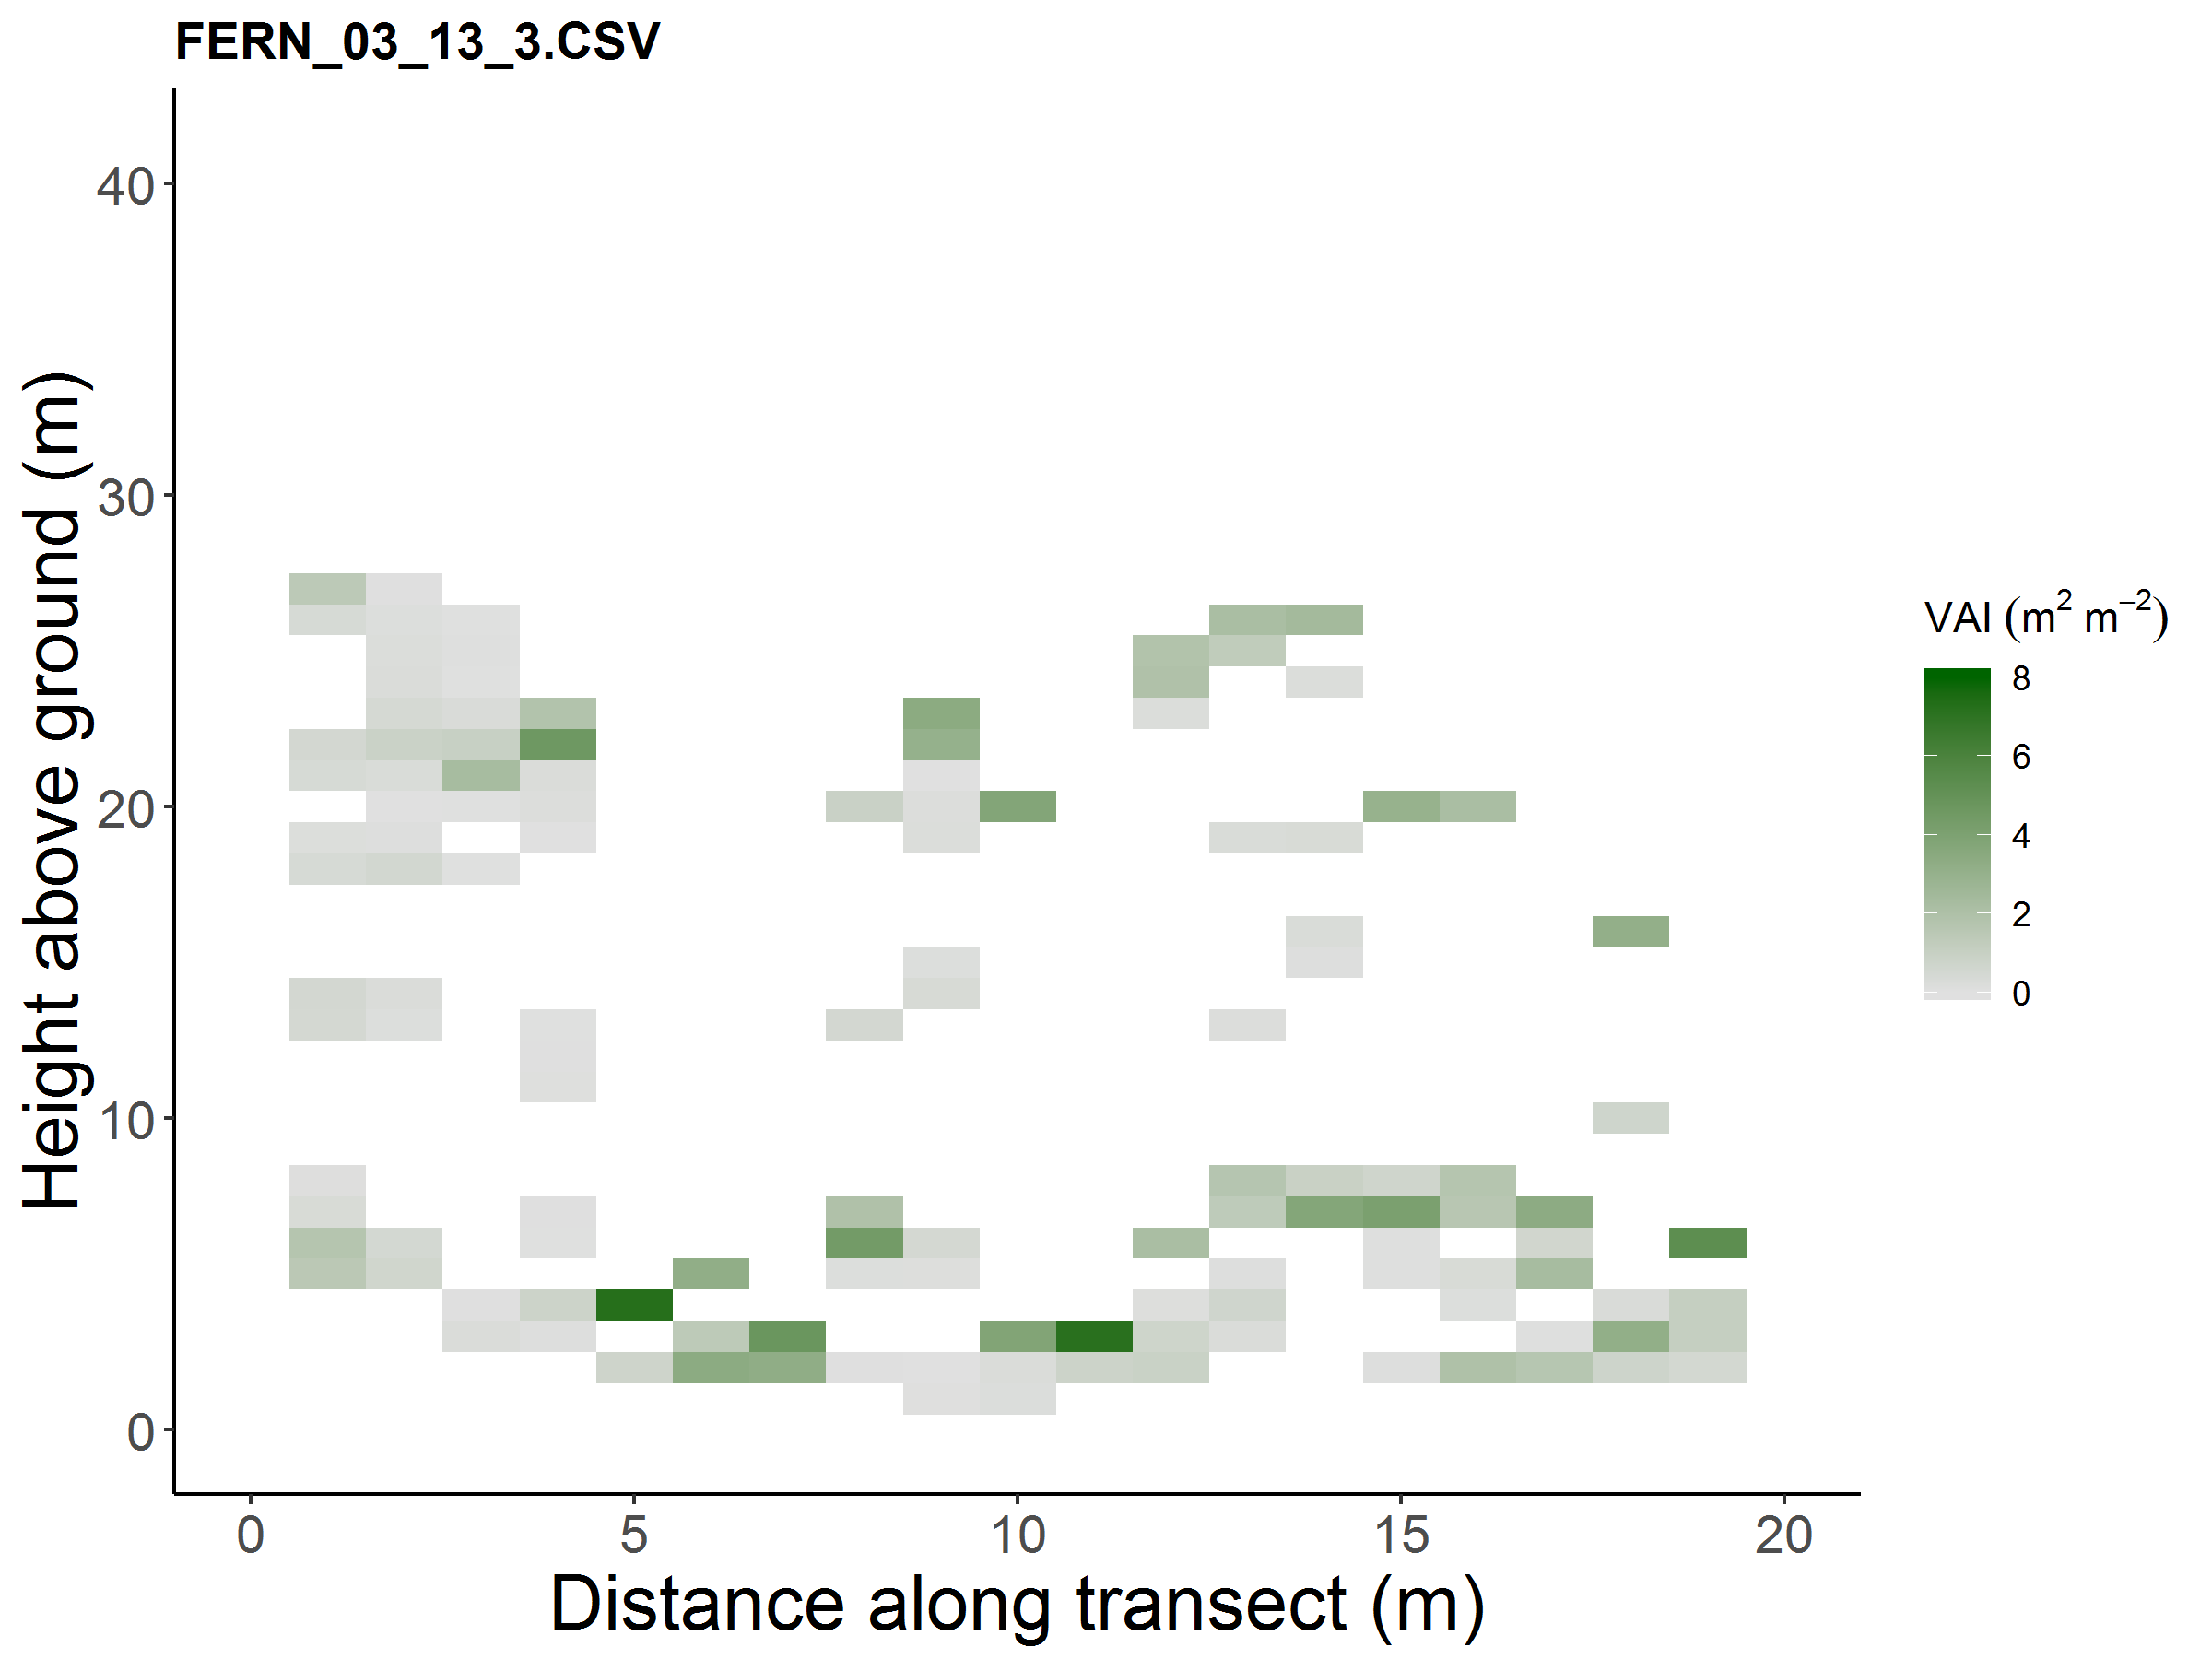 FERN_03_13_3.CSV
Height above ground (m)
40
30
20
10
0
0 5 10 15 20
Distance along transect (m)
VAI (m² m⁻²)
8
6
4
2
0